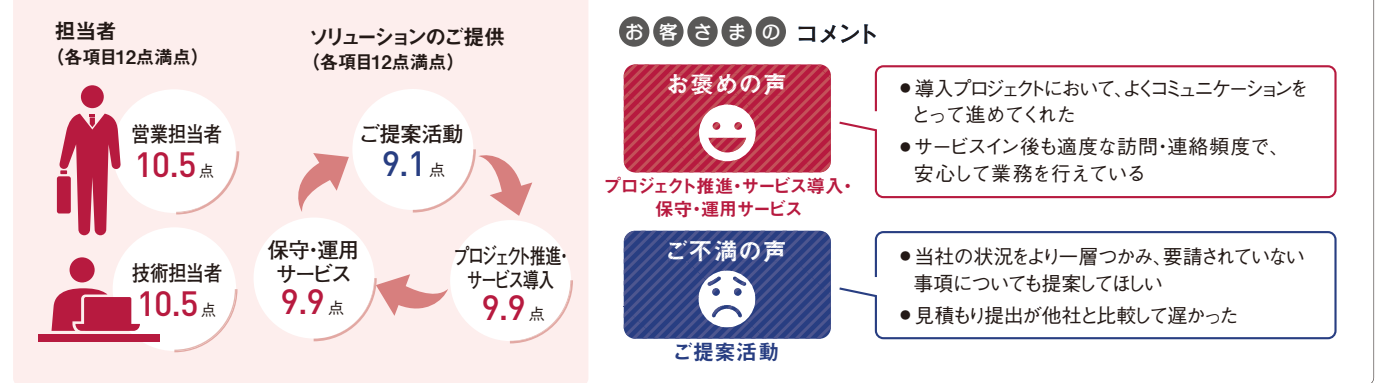 担当者
（各項目12点満点）
営業担当者
10.5点
技術担当者
10.5点
ソリューションのご提供
（各項目12点満点）
ご提案活動
9.1点
プロジェクト推進・
サービス導入
9.9点
保守・運用
サービス
9.9点
お客さまの コメント
お褒めの声
プロジェクト推進・サービス導入・
保守・運用サービス
●導入プロジェクトにおいて、よくコミュニケーションを
とって進めてくれた
●サービスイン後も適度な訪問・連絡頻度で、
安心して業務を行えている
ご不満の声
ご提案活動
●当社の状況をより一層つかみ、要請されていない
事項についても提案してほしい
●見積もり提出が他社と比較して遅かった